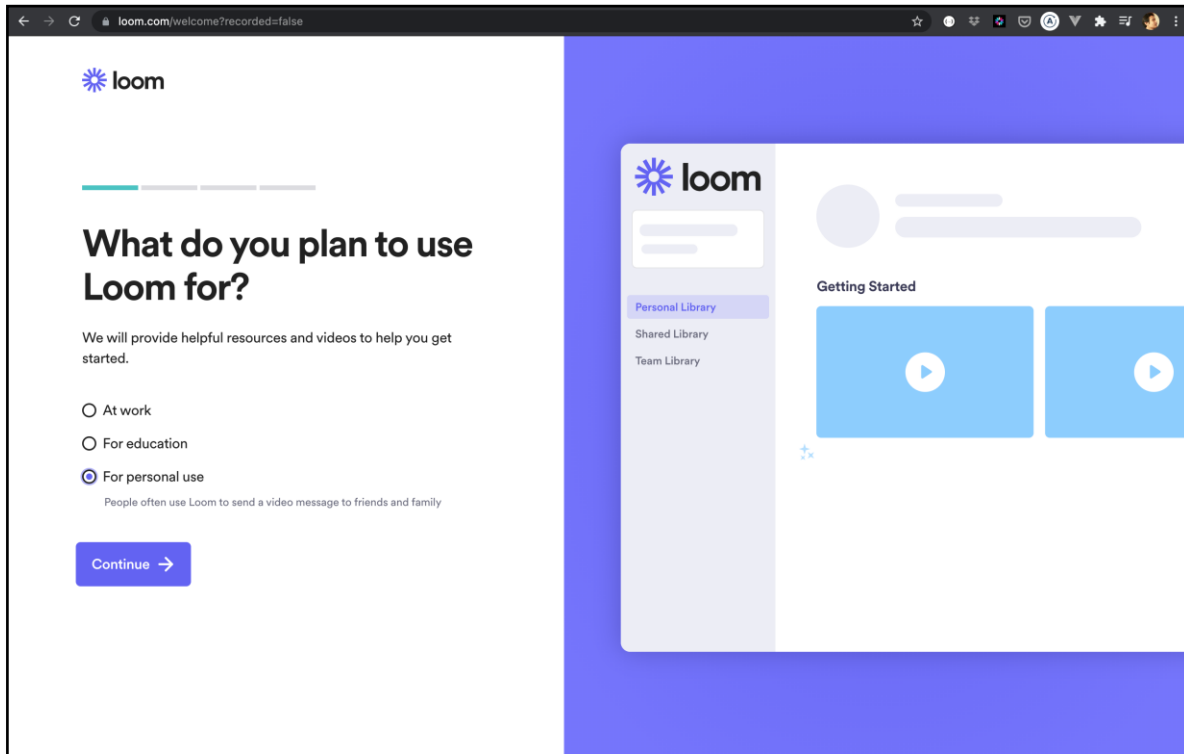 loom.com/welcome?recorded=false
loom
What do you plan to use
Loom for?
We will provide helpful resources and videos to help you get
started.
At work
For education
For personal use
People often use Loom to send a video message to friends and family
Continue
loom
Personal Library
Shared Library
Team Library
Getting Started